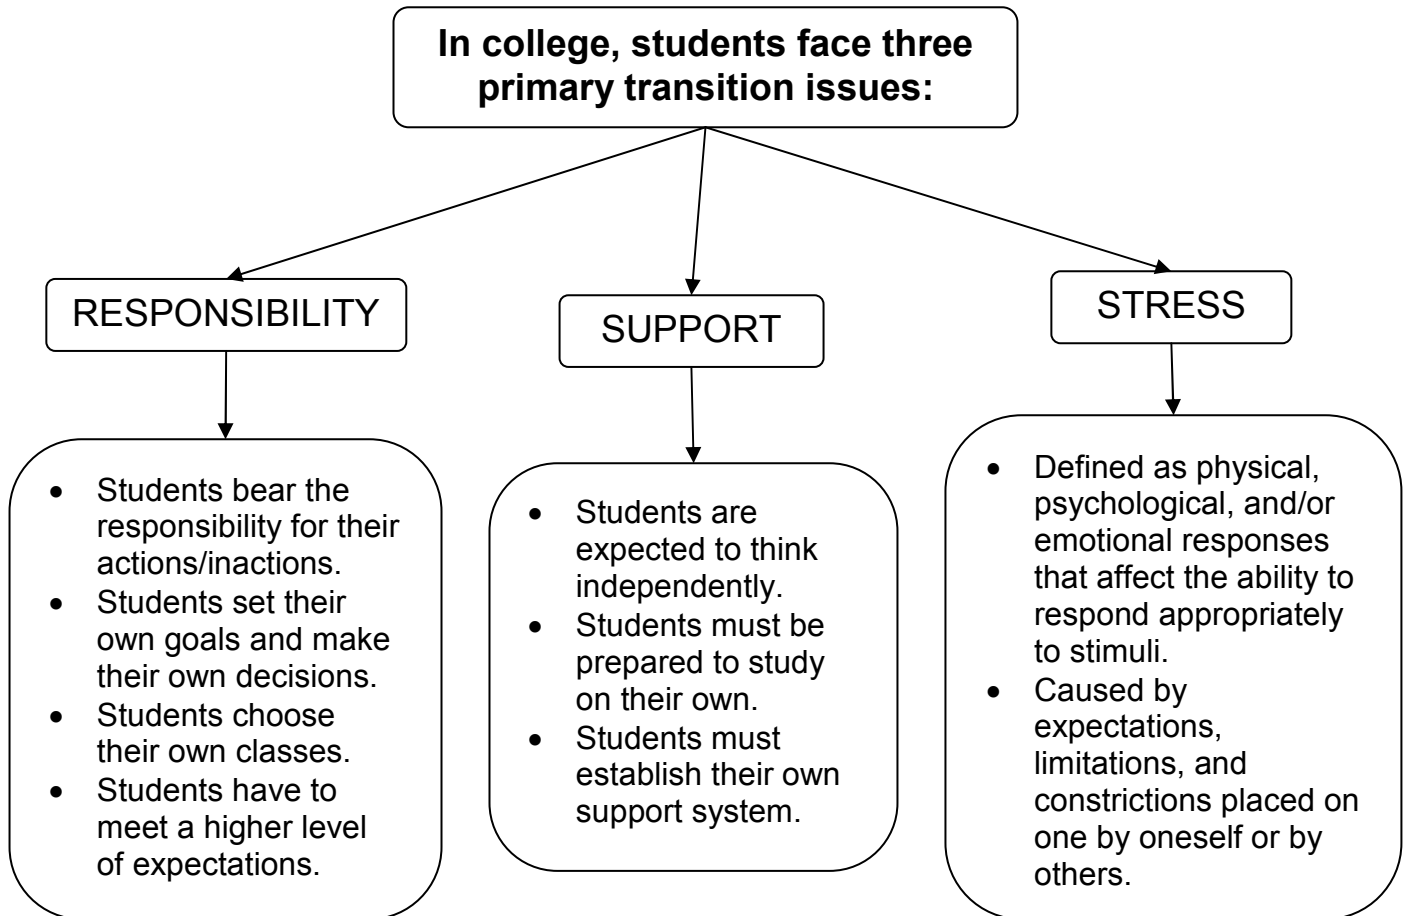 In college, students face three
primary transition issues:
RESPONSIBILITY
SUPPORT
STRESS
• Students bear the
responsibility for their
actions/inactions.
• Students set their
own goals and make
their own decisions.
• Students choose
their own classes.
• Students have to
meet a higher level
of expectations.
• Students are
expected to think
independently.
• Students must be
prepared to study
on their own.
• Students must
establish their own
support system.
• Defined as physical,
psychological, and/or
emotional responses
that affect the ability to
respond appropriately
to stimuli.
• Caused by
expectations,
limitations, and
constrictions placed on
one by oneself or by
others.